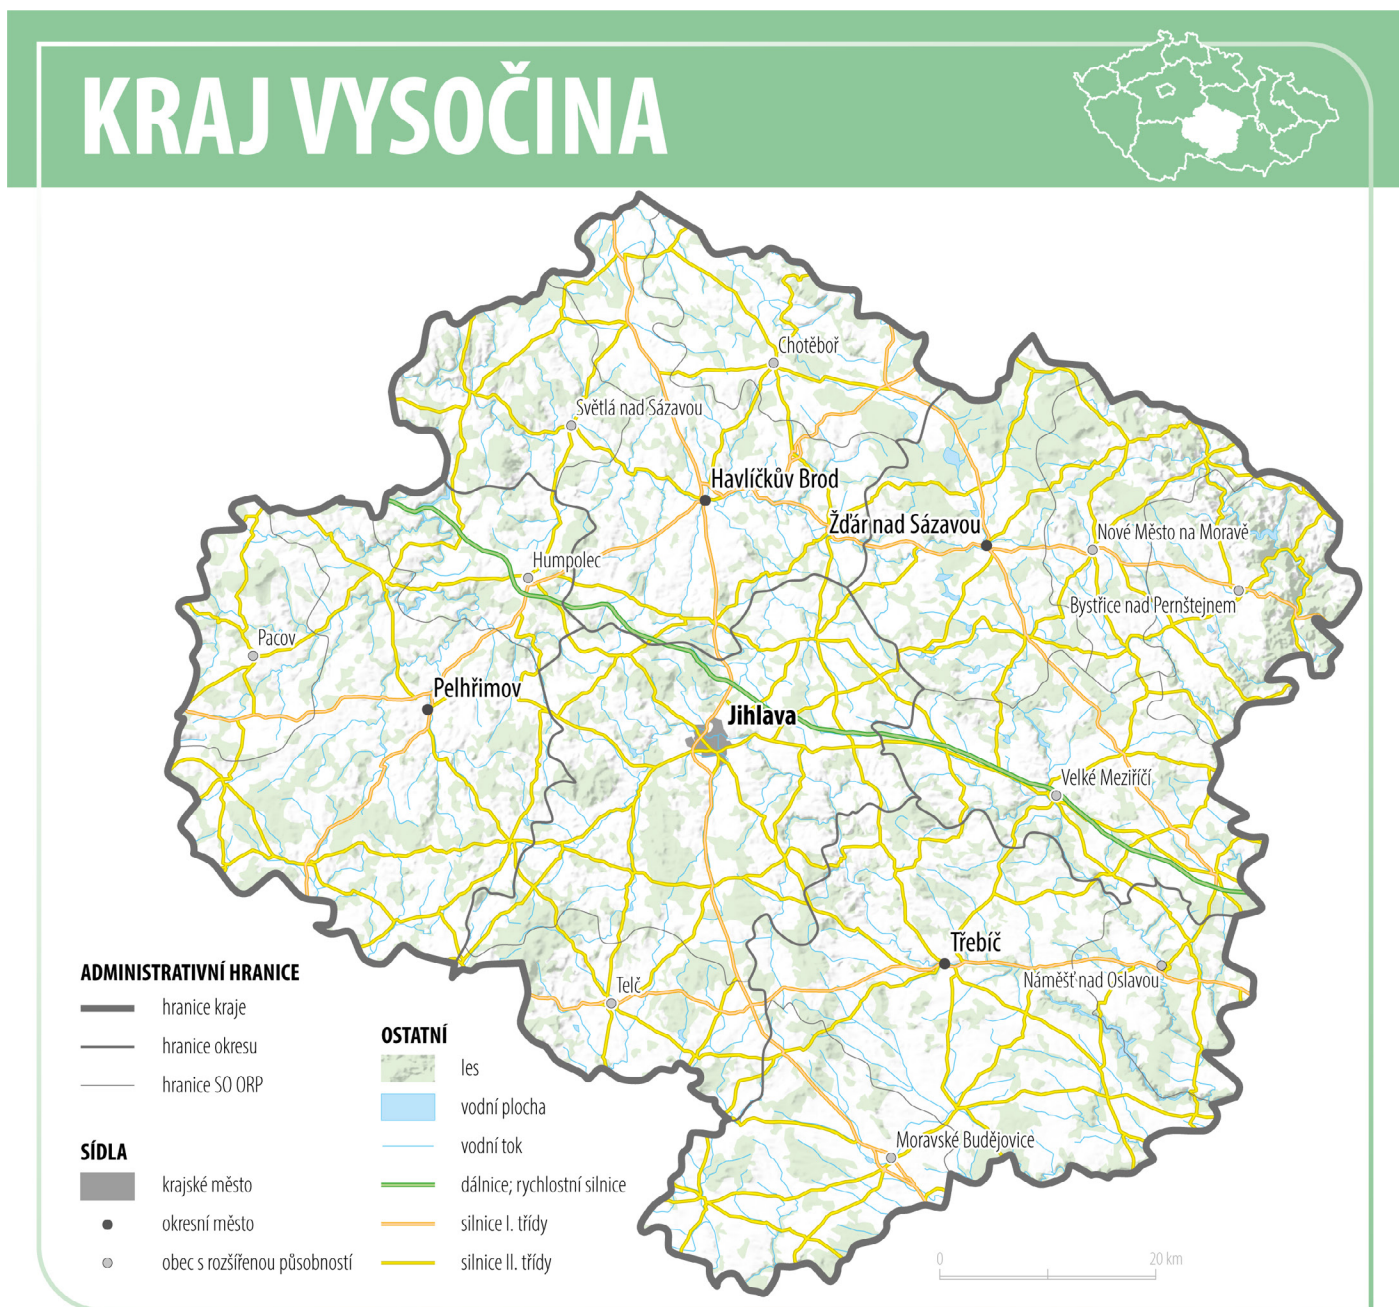 KRAJ VYSOČINA
Chotěboř
Světlá nad Sázavou
Havlíčkův Brod
Žďár nad Sázavou
Nové Město na Moravě
Humpolec
Bystřice nad Pernštejnem
Pacov
Pelhřimov
Jihlava
Velké Meziříčí
Třebíč
Náměšť nad Oslavou
Telč
Moravské Budějovice
ADMINISTRATIVNÍ HRANICE
hranice kraje
hranice okresu
hranice SO ORP
SÍDLA
krajské město
okresní město
obec s rozšířenou působností
OSTATNÍ
les
vodní plocha
vodní tok
dálnice; rychlostní silnice
silnice I. třídy
silnice II. třídy
0 20 km